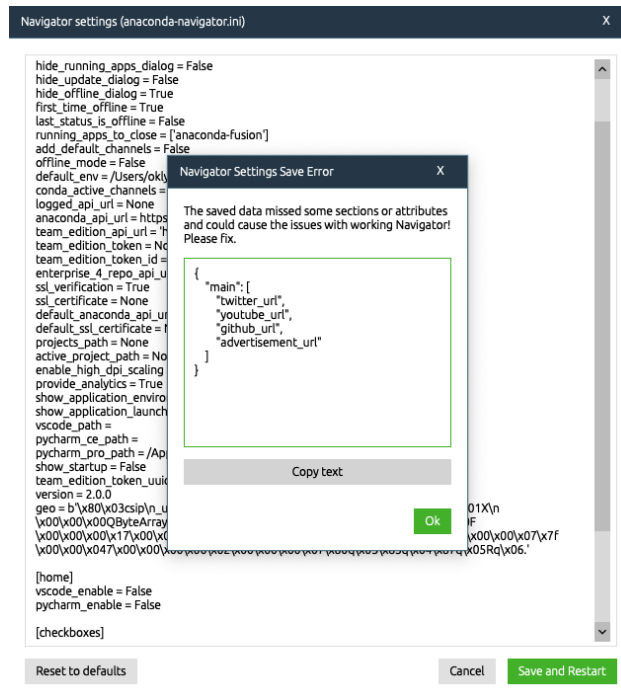 Navigator settings (anaconda-navigator.ini) X
hide_running_apps_dialog = False
hide_update_dialog = False
hide_offline_dialog = True
first_time_offline = True
last_status_is_offline = False
running_apps_to_close = ['anaconda-fusion']
add_default_channels = False
offline_mode = False
default_env = /Users/okly
conda_active_channels =
logged_api_url = None
anaconda_api_url = https
team_edition_api_url = 'h
team_edition_token = No
team_edition_token_id =
enterprise_4_repo_api_u
ssl_verification = True
ssl_certificate = None
default_anaconda_api_ur
default_ssl_certificate =
projects_path = None
active_project_path = No
enable_high_dpi_scaling
provide_analytics = True
show_application_enviro
show_application_launch
vscode_path =
pycharm_ce_path =
pycharm_pro_path = /Ap
show_startup = False
team_edition_token_uuid
version = 2.0.0
geo = b'\x80\x03csip\n_u 01X\n
\x00\x00\x00QByteArray
\x00\x00\x00\x17\x00\x0 \x00\x00\x07\x7f
\x00\x00\x047\x00\x00\x
[home]
vscode_enable = False
pycharm_enable = False
[checkboxes]
Reset to defaults Cancel Save and Restart
Navigator Settings Save Error X
The saved data missed some sections or attributes
and could cause the issues with working Navigator!
Please fix.
{
"main": [
"twitter_url",
"youtube_url",
"github_url",
"advertisement_url"
]
}
Copy text
Ok